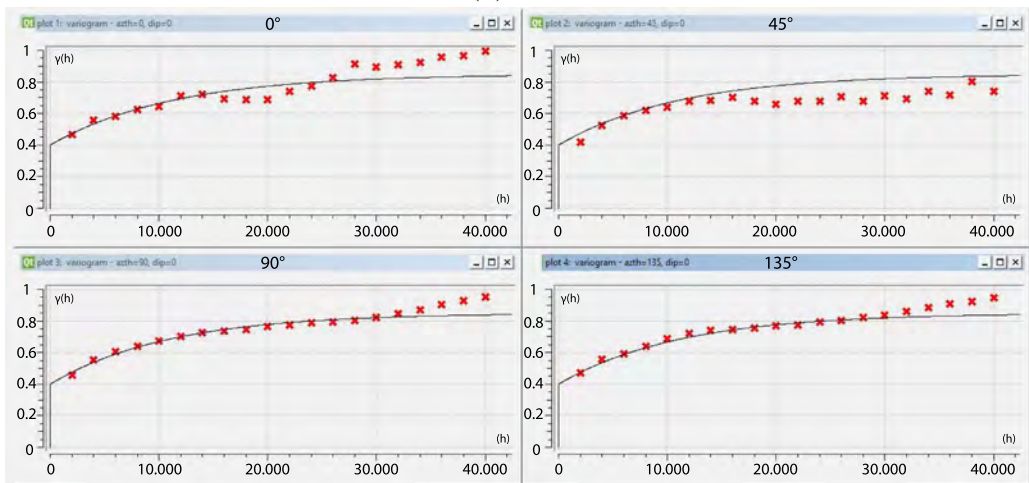 plot 1: variogram - azth=0, dip=0
0°
1
γ(h)
0.8
0.6
0.4
0.2
0
(h)
0 10.000 20.000 30.000 40.000
plot 2: variogram - azth=45, dip=0
45°
1
γ(h)
0.8
0.6
0.4
0.2
0
(h)
0 10.000 20.000 30.000 40.000
plot 3: variogram - azth=90, dip=0
90°
1
γ(h)
0.8
0.6
0.4
0.2
0
(h)
0 10.000 20.000 30.000 40.000
plot 4: variogram - azth=135, dip=0
135°
1
γ(h)
0.8
0.6
0.4
0.2
0
(h)
0 10.000 20.000 30.000 40.000